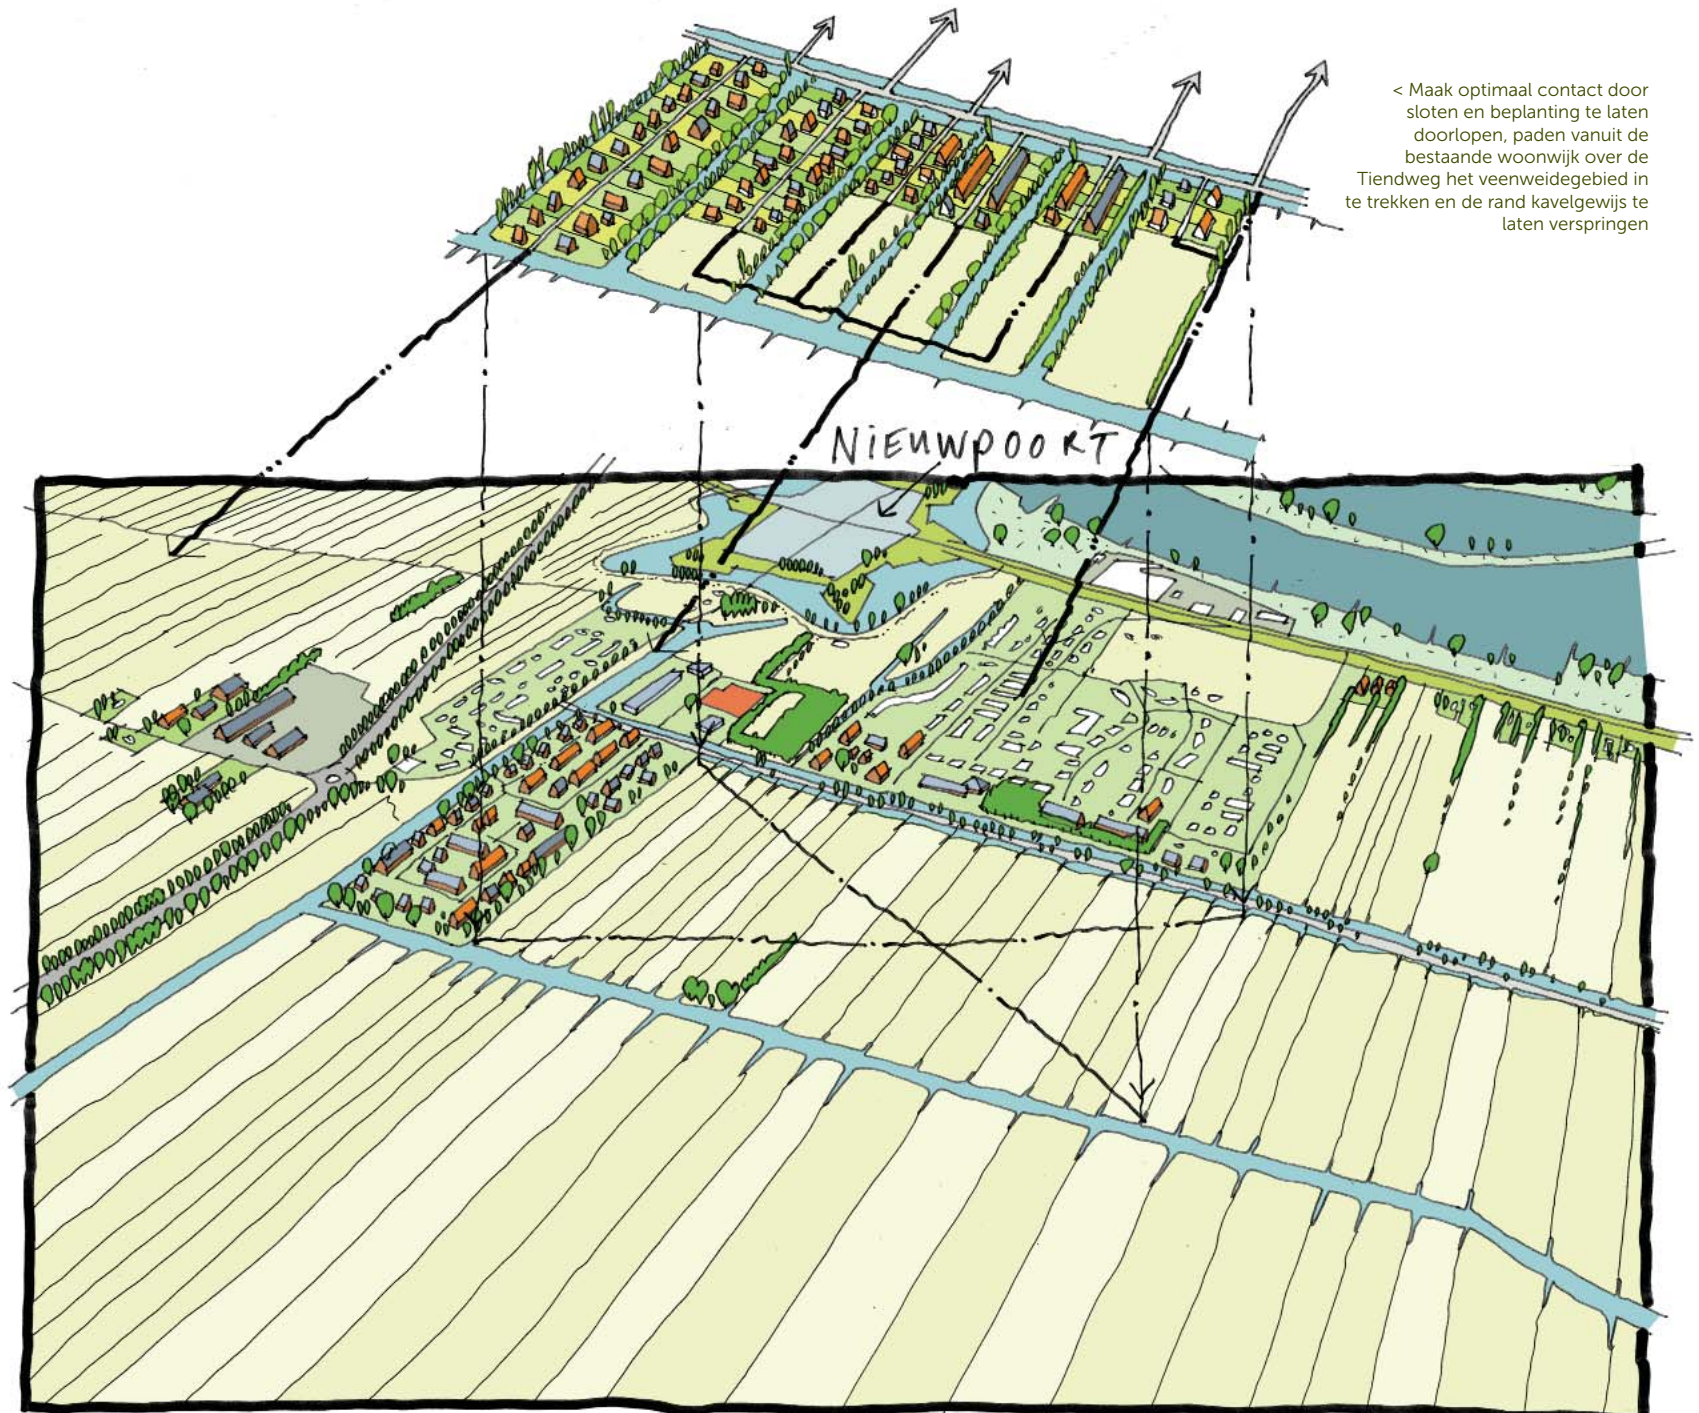 < Maak optimaal contact door
sloten en beplanting te laten
doorlopen, paden vanuit de
bestaande woonwijk over de
Tiendweg het veenweidegebied in
te trekken en de rand kavelgewijs te
laten verspringen
NIEUWPOORT